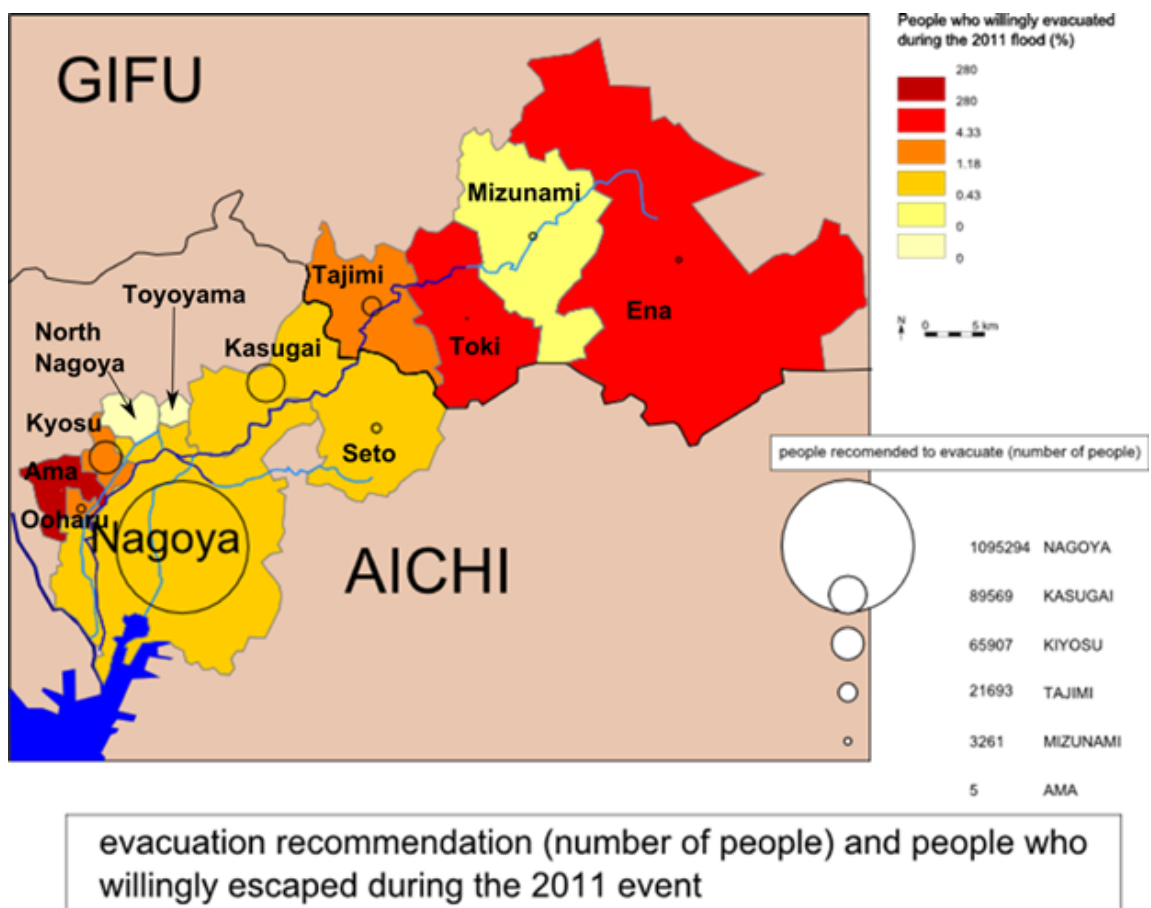 GIFU
Mizunami
Tajimi
Toyoyama
North
Nagoya
Kasugai
Ena
Toki
Kyosu
Ama
Seto
Ooharu
Nagoya
AICHI
People who willingly evacuated
during the 2011 flood (%)
280
280
4.33
1.18
0.43
0
0
N
0 5 km
people recomended to evacuate (number of people)
1095294 NAGOYA
89569 KASUGAI
65907 KIYOSU
21693 TAJIMI
3261 MIZUNAMI
5 AMA
evacuation recommendation (number of people) and people who
willingly escaped during the 2011 event